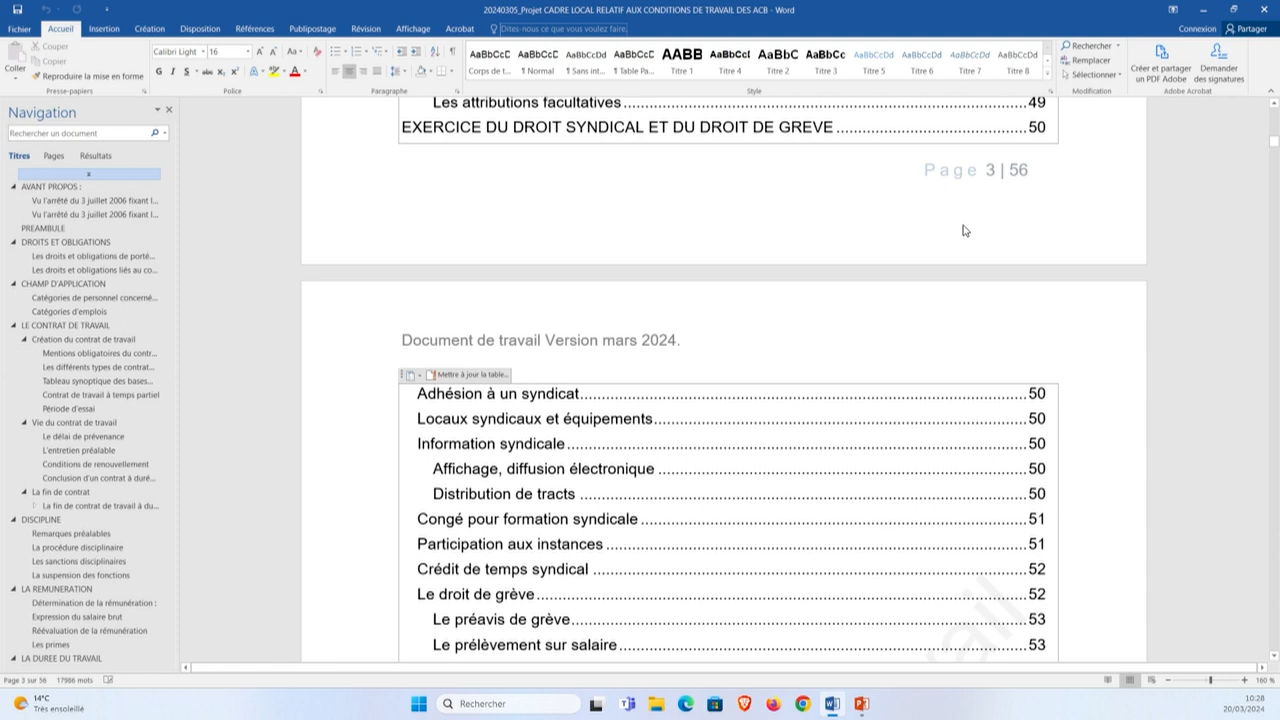 20240305_Projet CADRE LOCAL RELATIF AUX CONDITIONS DE TRAVAIL DES ACB - Word
Fichier Accueil Insertion Création Disposition Références Publipostage Révision Affichage Acrobat Dites-nous ce que vous voulez faire. Connexion Partager
Coller
Couper
Copier
Reproduire la mise en forme
Presse-papiers
Calibri Light 16
G I S abc X₂ X²
Police
Paragraphe
AaBbCcC AaBbCcC AaBbCcDd AaBbCcC AABB AaBbCcI AaBbC AaBbCc AaBbCcDd AaBbCcDd AaBbCcDd AaBbCcDd
Corps de t... ¶ Normal ¶ Sans int... ¶ Table Pa... Titre 1 Titre 4 Titre 2 Titre 3 Titre 5 Titre 6 Titre 7 Titre 8
Style
Rechercher
Remplacer
Sélectionner
Modification
Créer et partager un PDF Adobe
Demander des signatures
Adobe Acrobat
Navigation
Rechercher un document
Titres Pages Résultats
AVANT PROPOS :
Vu l'arrêté du 3 juillet 2006 fixant l...
Vu l'arrêté du 3 juillet 2006 fixant l...
PREAMBULE
DROITS ET OBLIGATIONS
Les droits et obligations de porté...
Les droits et obligations liés au co...
CHAMP D'APPLICATION
Catégories de personnel concerné...
Catégories d'emplois
LE CONTRAT DE TRAVAIL
Création du contrat de travail
Mentions obligatoires du contr...
Les différents types de contrat...
Tableau synoptique des bases...
Contrat de travail à temps partiel
Période d'essai
Vie du contrat de travail
Le délai de prévenance
L'entretien préalable
Conditions de renouvellement
Conclusion d'un contrat à duré...
La fin de contrat
La fin de contrat de travail à du...
DISCIPLINE
Remarques préalables
La procédure disciplinaire
Les sanctions disciplinaires
La suspension des fonctions
LA REMUNERATION
Détermination de la rémunération :
Expression du salaire brut
Réévaluation de la rémunération
Les primes
LA DUREE DU TRAVAIL
Les attributions facultatives 49
EXERCICE DU DROIT SYNDICAL ET DU DROIT DE GREVE 50
Page 3 | 56
Document de travail Version mars 2024.
Mettre à jour la table...
Adhésion à un syndicat 50
Locaux syndicaux et équipements 50
Information syndicale 50
Affichage, diffusion électronique 50
Distribution de tracts 50
Congé pour formation syndicale 51
Participation aux instances 51
Crédit de temps syndical 52
Le droit de grève 52
Le préavis de grève 53
Le prélèvement sur salaire 53
Page 3 sur 56 17986 mots
160 %
14°C
Très ensoleillé
Rechercher
10:28
20/03/2024